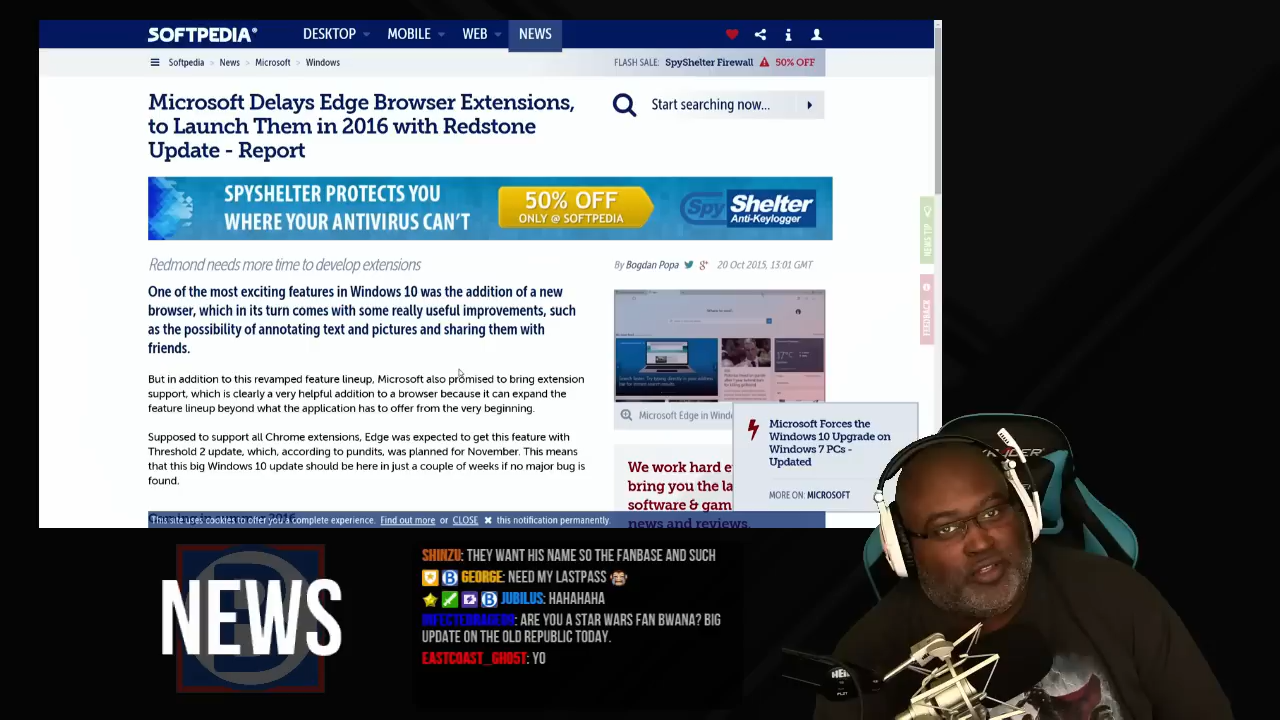 SOFTPEDIA®
DESKTOP
MOBILE
WEB
NEWS
Softpedia > News > Microsoft > Windows
FLASH SALE: SpyShelter Firewall 50% OFF
Microsoft Delays Edge Browser Extensions,
to Launch Them in 2016 with Redstone
Update - Report
Start searching now...
SPYSHELTER PROTECTS YOU
WHERE YOUR ANTIVIRUS CAN'T
50% OFF
ONLY @ SOFTPEDIA
Spy Shelter
Anti-Keylogger
NEWS TIP
FEEDBACK
Redmond needs more time to develop extensions
By Bogdan Popa
20 Oct 2015, 13:01 GMT
One of the most exciting features in Windows 10 was the addition of a new
browser, which in its turn comes with some really useful improvements, such
as the possibility of annotating text and pictures and sharing them with
friends.
But in addition to this revamped feature lineup, Microsoft also promised to bring extension
support, which is clearly a very helpful addition to a browser because it can expand the
feature lineup beyond what the application has to offer from the very beginning.
Supposed to support all Chrome extensions, Edge was expected to get this feature with
Threshold 2 update, which, according to pundits, was planned for November. This means
that this big Windows 10 update should be here in just a couple of weeks if no major bug is
found.
Microsoft Edge in Windo
We work hard
bring you the la
software & gam
news and reviews.
Microsoft Forces the
Windows 10 Upgrade on
Windows 7 PCs -
Updated
MORE ON: MICROSOFT
This site uses cookies to offer you a complete experience. Find out more or CLOSE ✖ this notification permanently.
NEWS
SHINZU: THEY WANT HIS NAME SO THE FANBASE AND SUCH
GEORGE: NEED MY LASTPASS
JUBILUS: HAHAHAHA
ARE YOU A STAR WARS FAN BWANA? BIG
UPDATE ON THE OLD REPUBLIC TODAY.
EASTCOAST_GH05T: YO